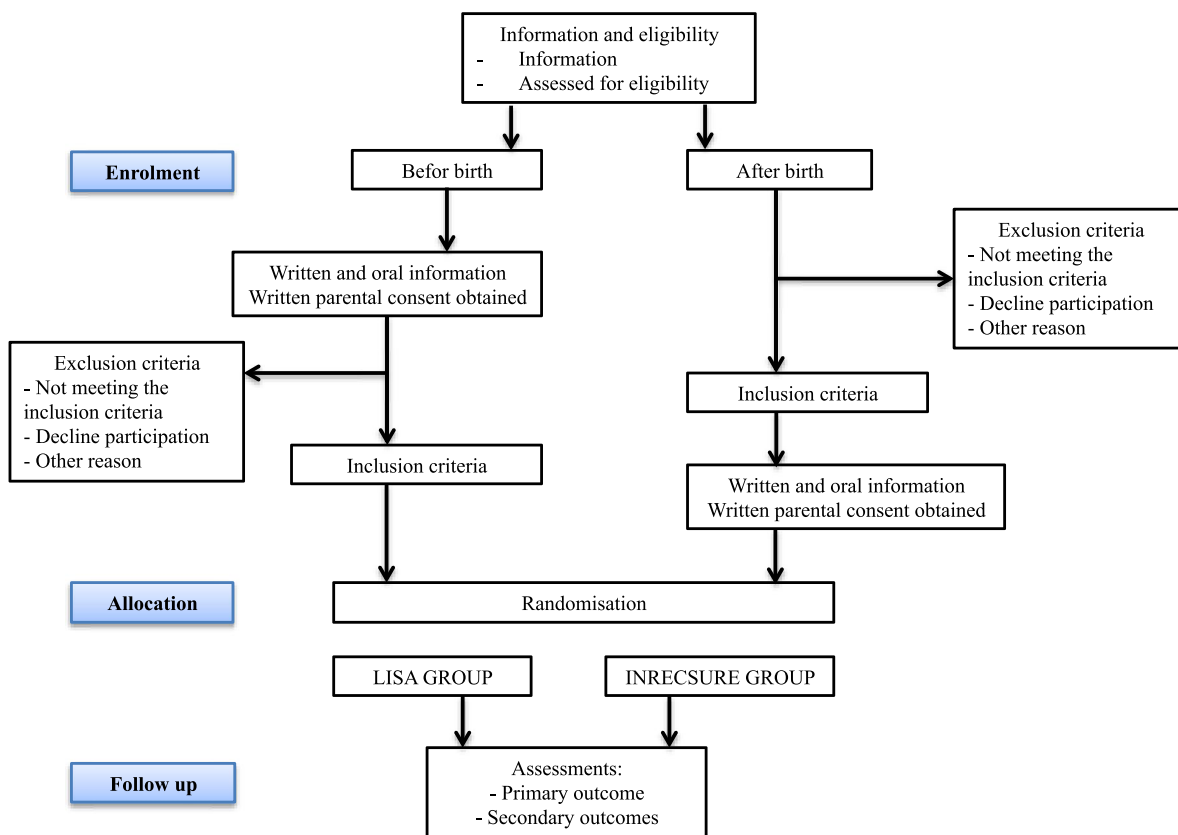 Information and eligibility
- Information
- Assessed for eligibility
Enrolment
Befor birth
After birth
Written and oral information
Written parental consent obtained
Exclusion criteria
- Not meeting the
inclusion criteria
- Decline participation
- Other reason
Exclusion criteria
- Not meeting the
inclusion criteria
- Decline participation
- Other reason
Inclusion criteria
Inclusion criteria
Written and oral information
Written parental consent obtained
Allocation
Randomisation
LISA GROUP
INRECSURE GROUP
Follow up
Assessments:
- Primary outcome
- Secondary outcomes